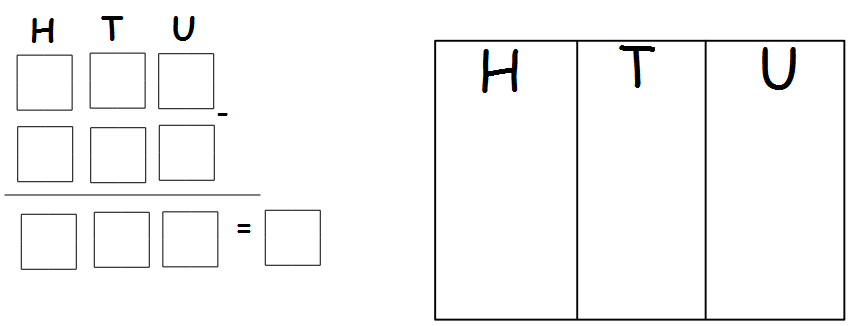 H T U
-
=
H T U